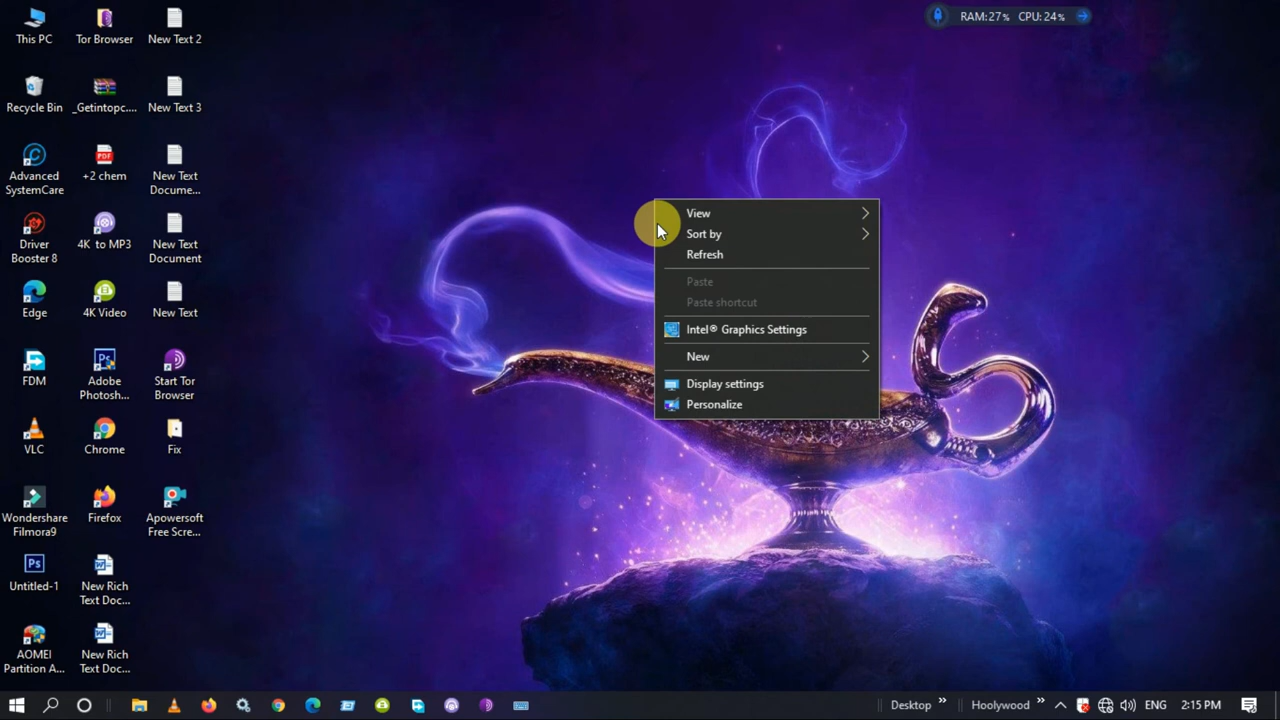 This PC
Tor Browser
New Text 2
Recycle Bin
_Getintopc....
New Text 3
Advanced
SystemCare
+2 chem
New Text
Docume...
Driver
Booster 8
4K to MP3
New Text
Document
Edge
4K Video
New Text
FDM
Adobe
Photosh...
Start Tor
Browser
VLC
Chrome
Fix
Wondershare
Filmora9
Firefox
Apowersoft
Free Scre...
Untitled-1
New Rich
Text Doc...
AOMEI
Partition A...
New Rich
Text Doc...
RAM:27% CPU:24%
View
Sort by
Refresh
Paste
Paste shortcut
Intel® Graphics Settings
New
Display settings
Personalize
Desktop
Hoolywood
ENG
2:15 PM